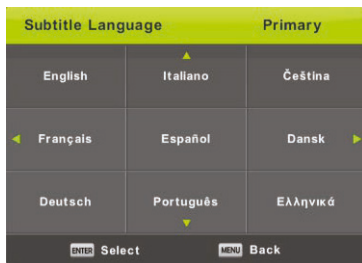 Subtitle Language Primary
English Italiano Čeština
Français Español Dansk
Deutsch Português Ελληνικά
ENTER Select MENU Back